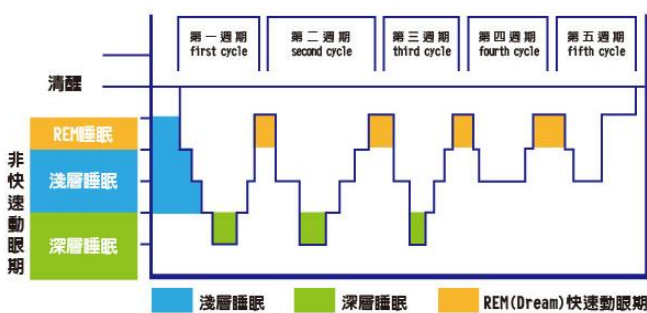 第一週期 第二週期 第三週期 第四週期 第五週期
first cycle second cycle third cycle fourth cycle fifth cycle
清醒
REM睡眠
淺層睡眠
深層睡眠
非快速動眼期
淺層睡眠 深層睡眠 REM(Dream)快速動眼期